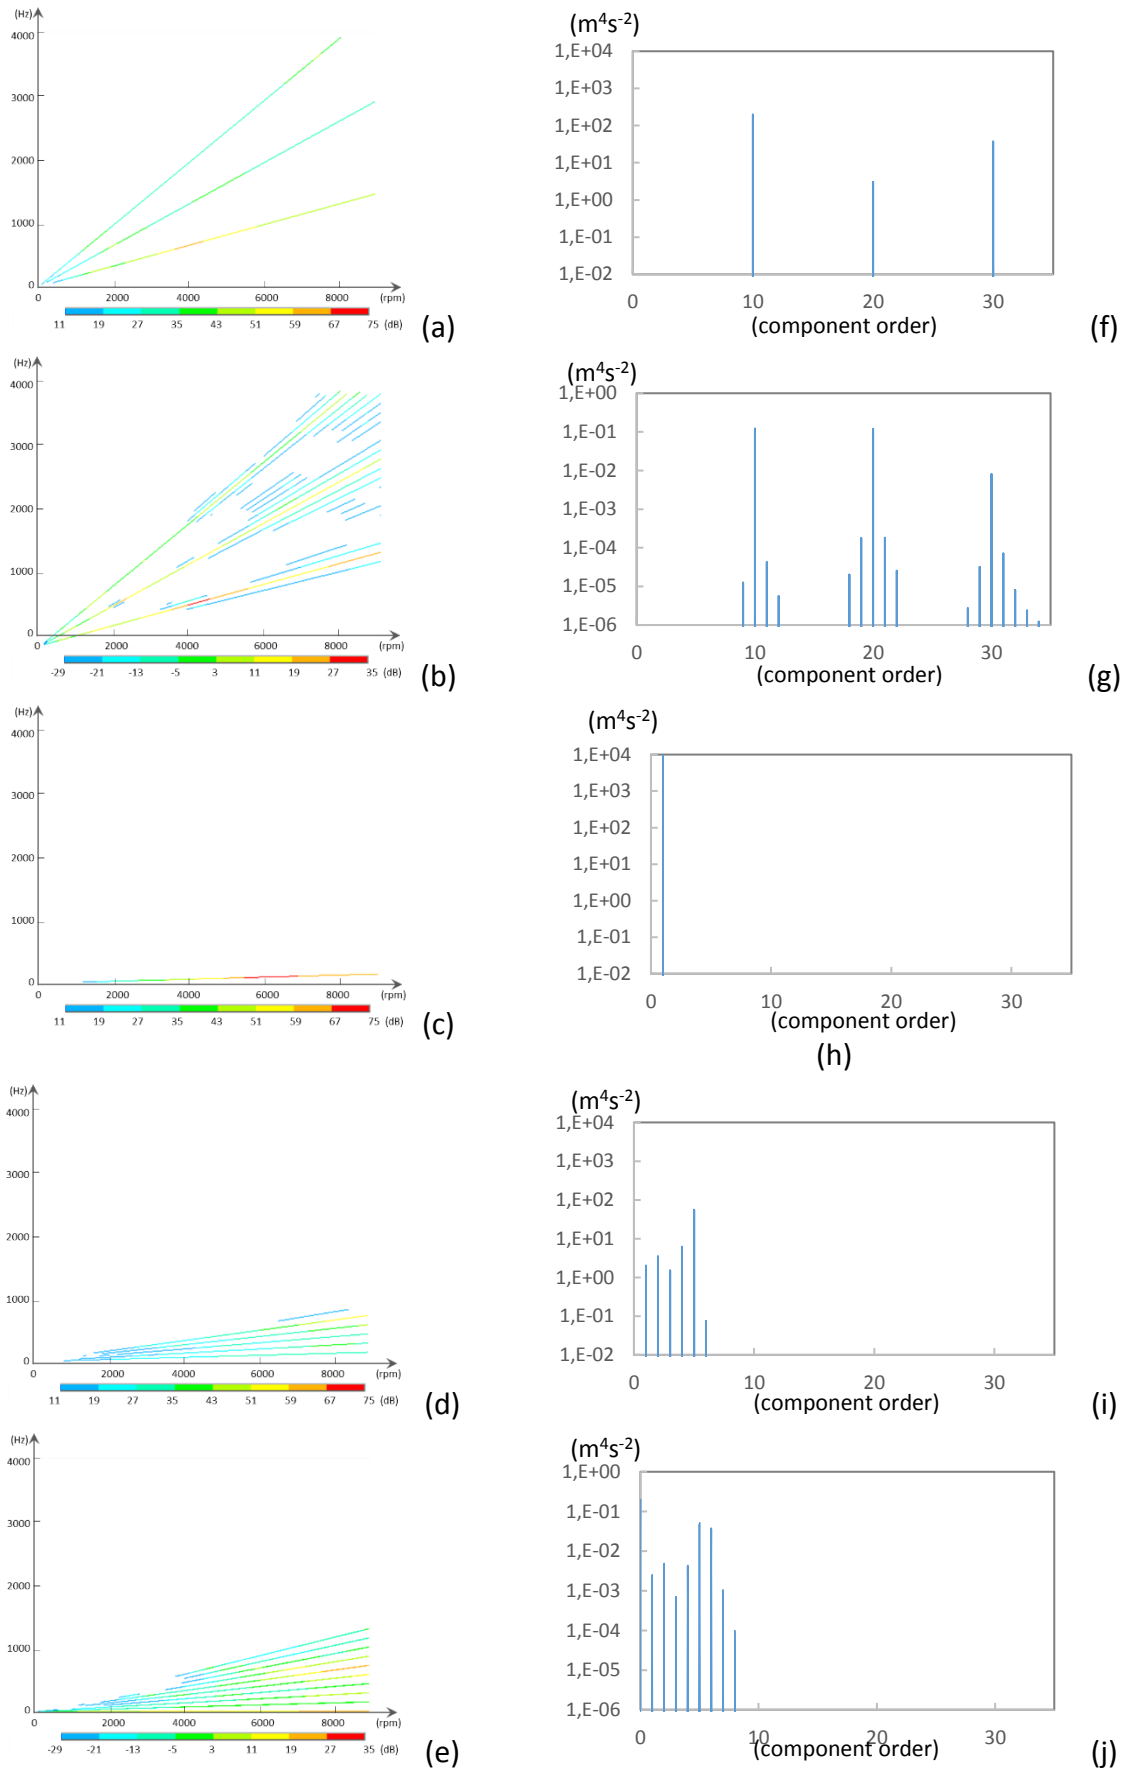 (Hz)
4000
3000
2000
1000
0
0 2000 4000 6000 8000 (rpm)
11 19 27 35 43 51 59 67 75 (dB)
(a)
(m⁴s⁻²)
1,E+04
1,E+03
1,E+02
1,E+01
1,E+00
1,E-01
1,E-02
0 10 20 30
(component order)
(f)
(Hz)
4000
3000
2000
1000
0
0 2000 4000 6000 8000 (rpm)
-29 -21 -13 -5 3 11 19 27 35 (dB)
(b)
(m⁴s⁻²)
1,E+00
1,E-01
1,E-02
1,E-03
1,E-04
1,E-05
1,E-06
0 10 20 30
(component order)
(g)
(Hz)
4000
3000
2000
1000
0
0 2000 4000 6000 8000 (rpm)
11 19 27 35 43 51 59 67 75 (dB)
(c)
(m⁴s⁻²)
1,E+04
1,E+03
1,E+02
1,E+01
1,E+00
1,E-01
1,E-02
0 10 20 30
(component order)
(h)
(Hz)
4000
3000
2000
1000
0
0 2000 4000 6000 8000 (rpm)
11 19 27 35 43 51 59 67 75 (dB)
(d)
(m⁴s⁻²)
1,E+04
1,E+03
1,E+02
1,E+01
1,E+00
1,E-01
1,E-02
0 10 20 30
(component order)
(i)
(Hz)
4000
3000
2000
1000
0
0 2000 4000 6000 8000 (rpm)
-29 -21 -13 -5 3 11 19 27 35 (dB)
(e)
(m⁴s⁻²)
1,E+00
1,E-01
1,E-02
1,E-03
1,E-04
1,E-05
1,E-06
0 10 20 30
(component order)
(j)